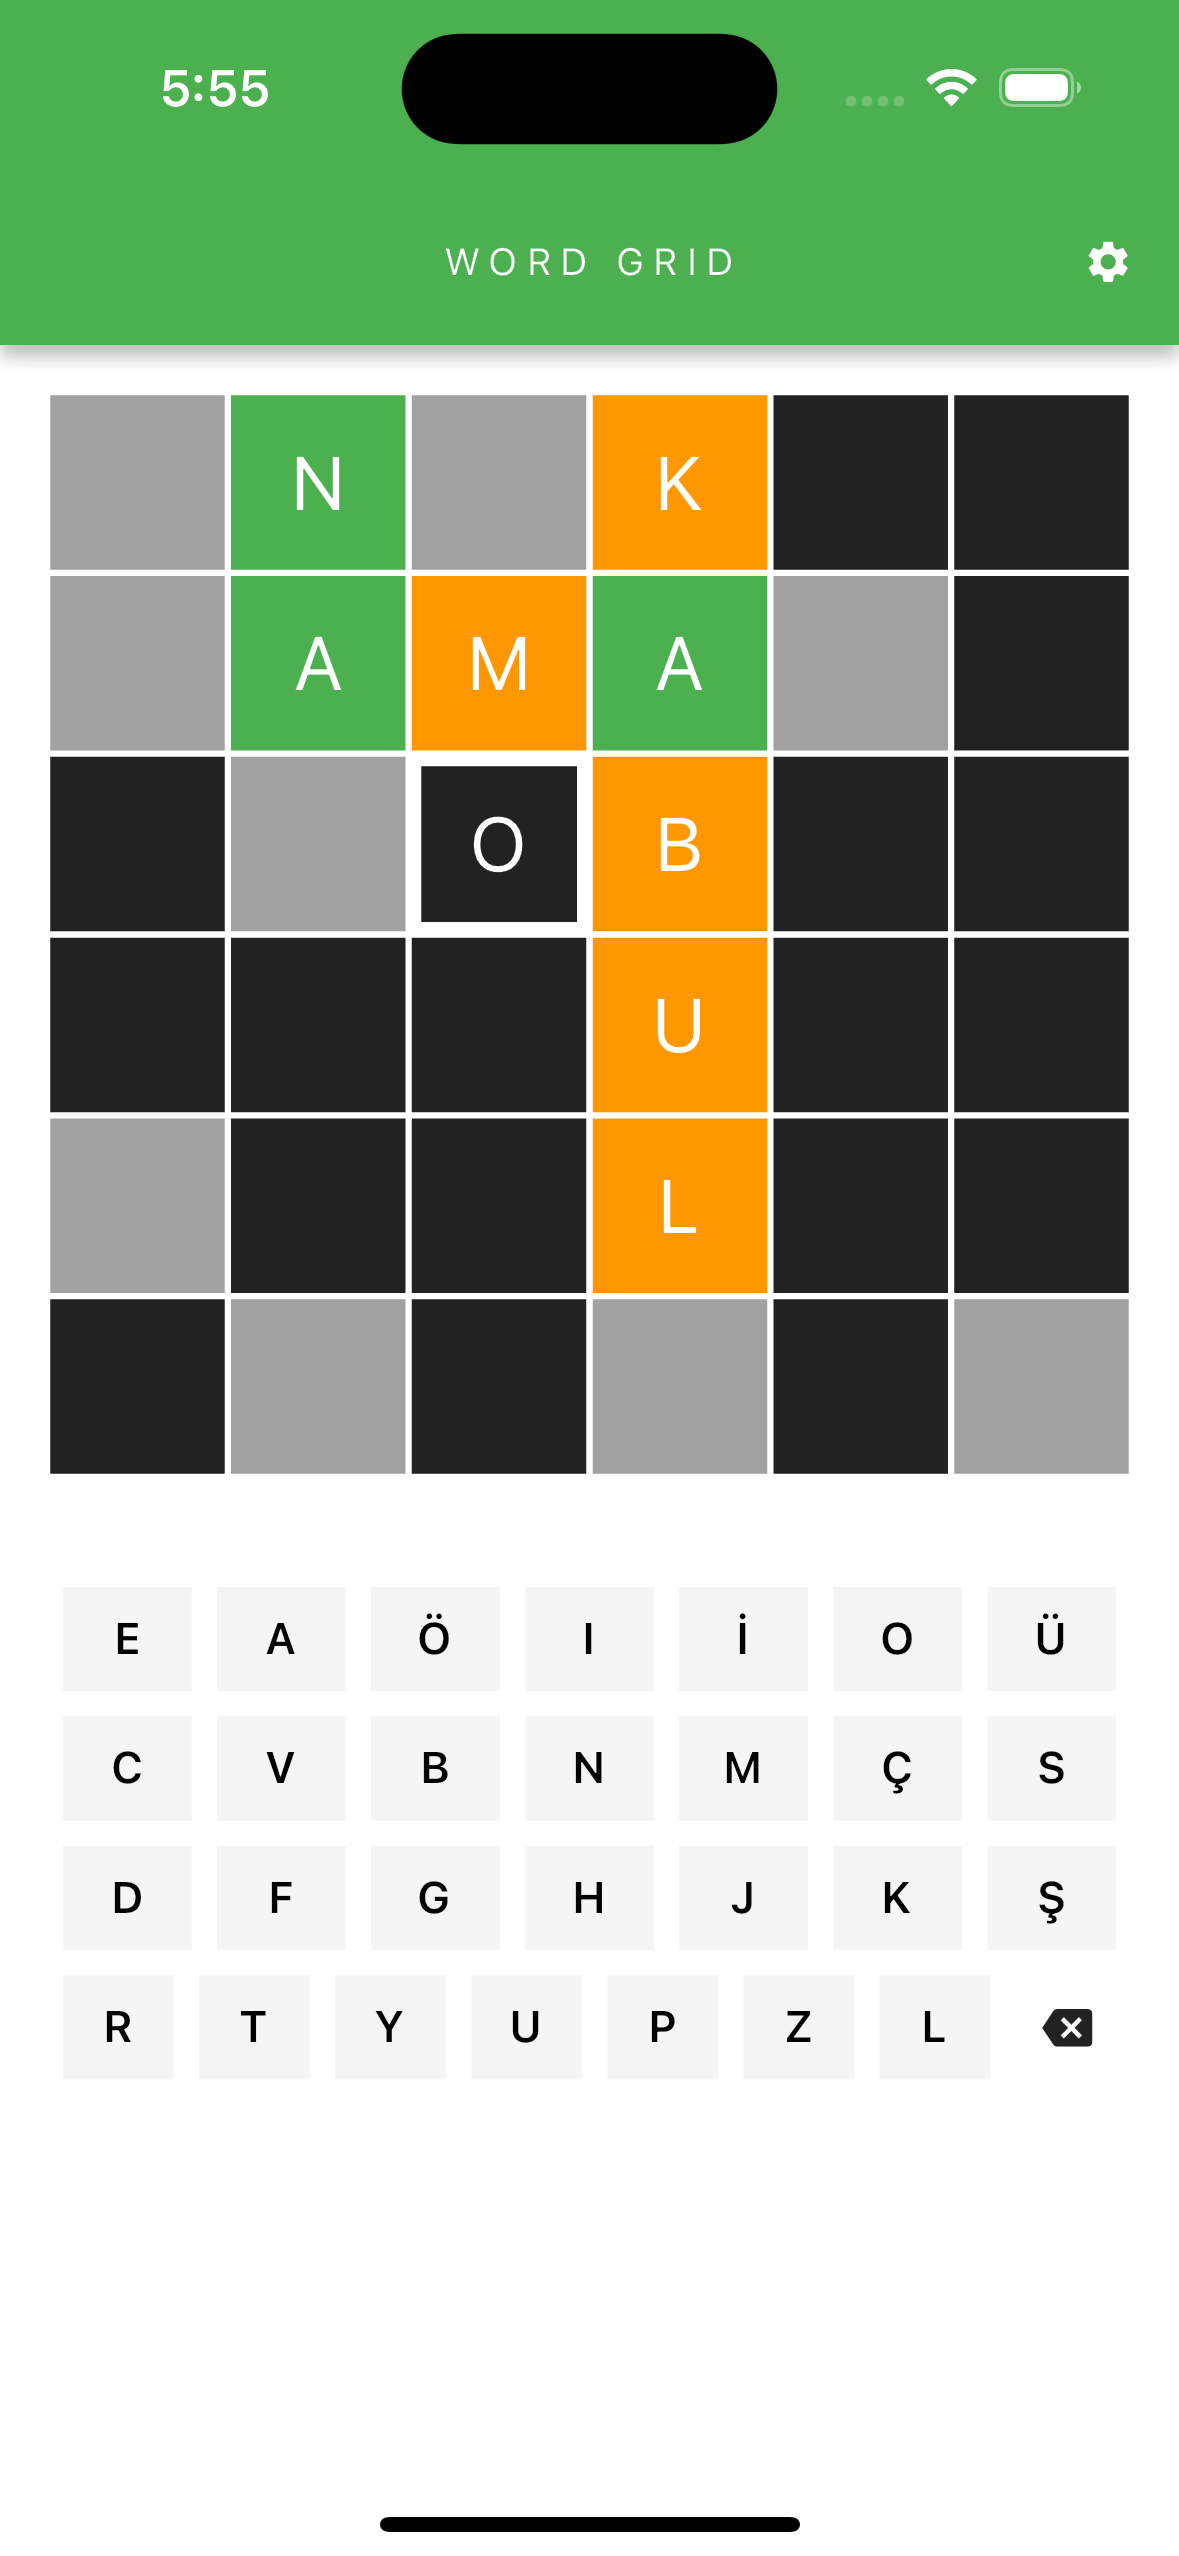 5:55
WORD GRID
N K
A M A
O B
U
L
E A Ö I İ O Ü
C V B N M Ç S
D F G H J K Ş
R T Y U P Z L